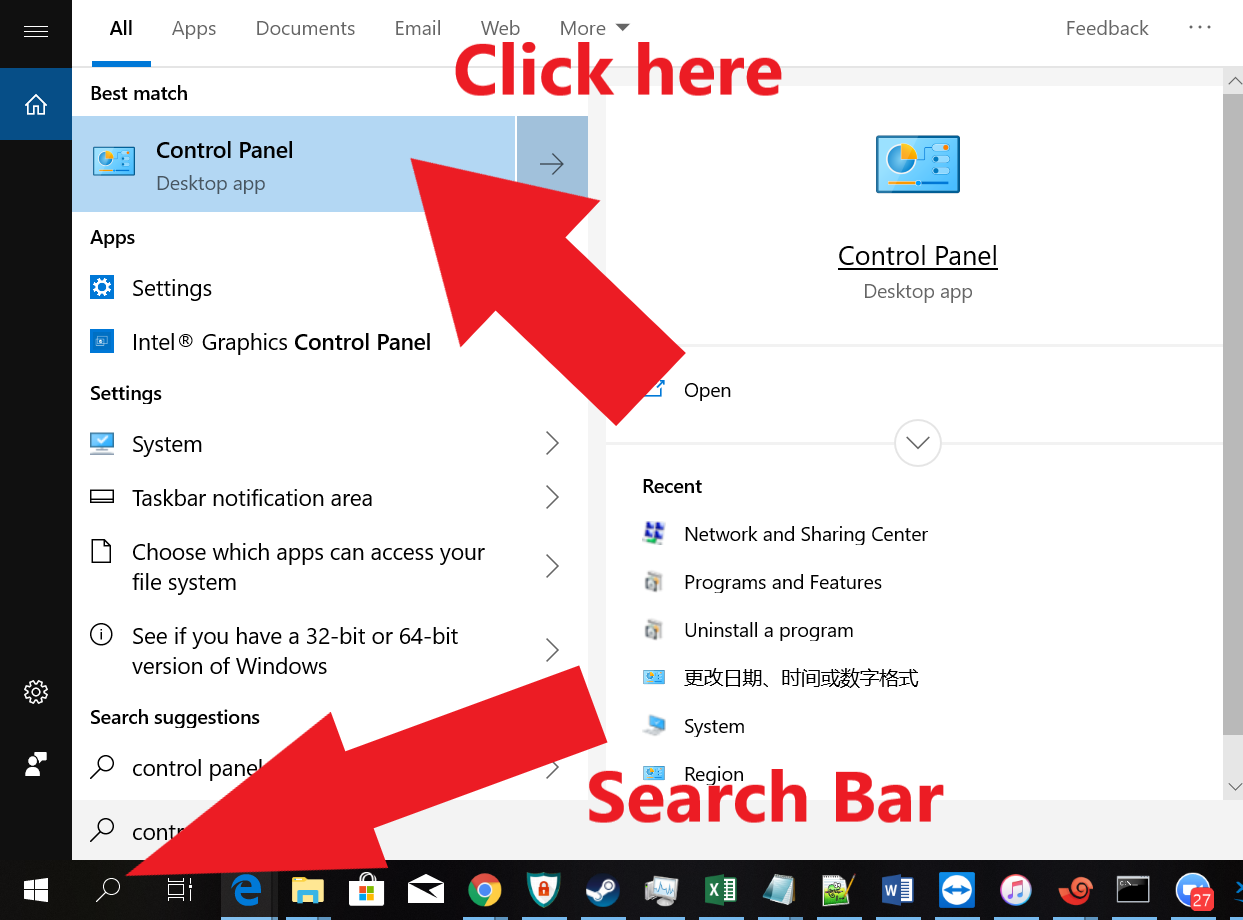 All Apps Documents Email Web More Feedback ···
Click here
Best match
Control Panel
Desktop app
Apps
Settings
Intel® Graphics Control Panel
Settings
System
Taskbar notification area
Choose which apps can access your
file system
See if you have a 32-bit or 64-bit
version of Windows
Search suggestions
control panel
contr
Control Panel
Desktop app
Open
Recent
Network and Sharing Center
Programs and Features
Uninstall a program
更改日期、时间或数字格式
System
Region
Search Bar
27